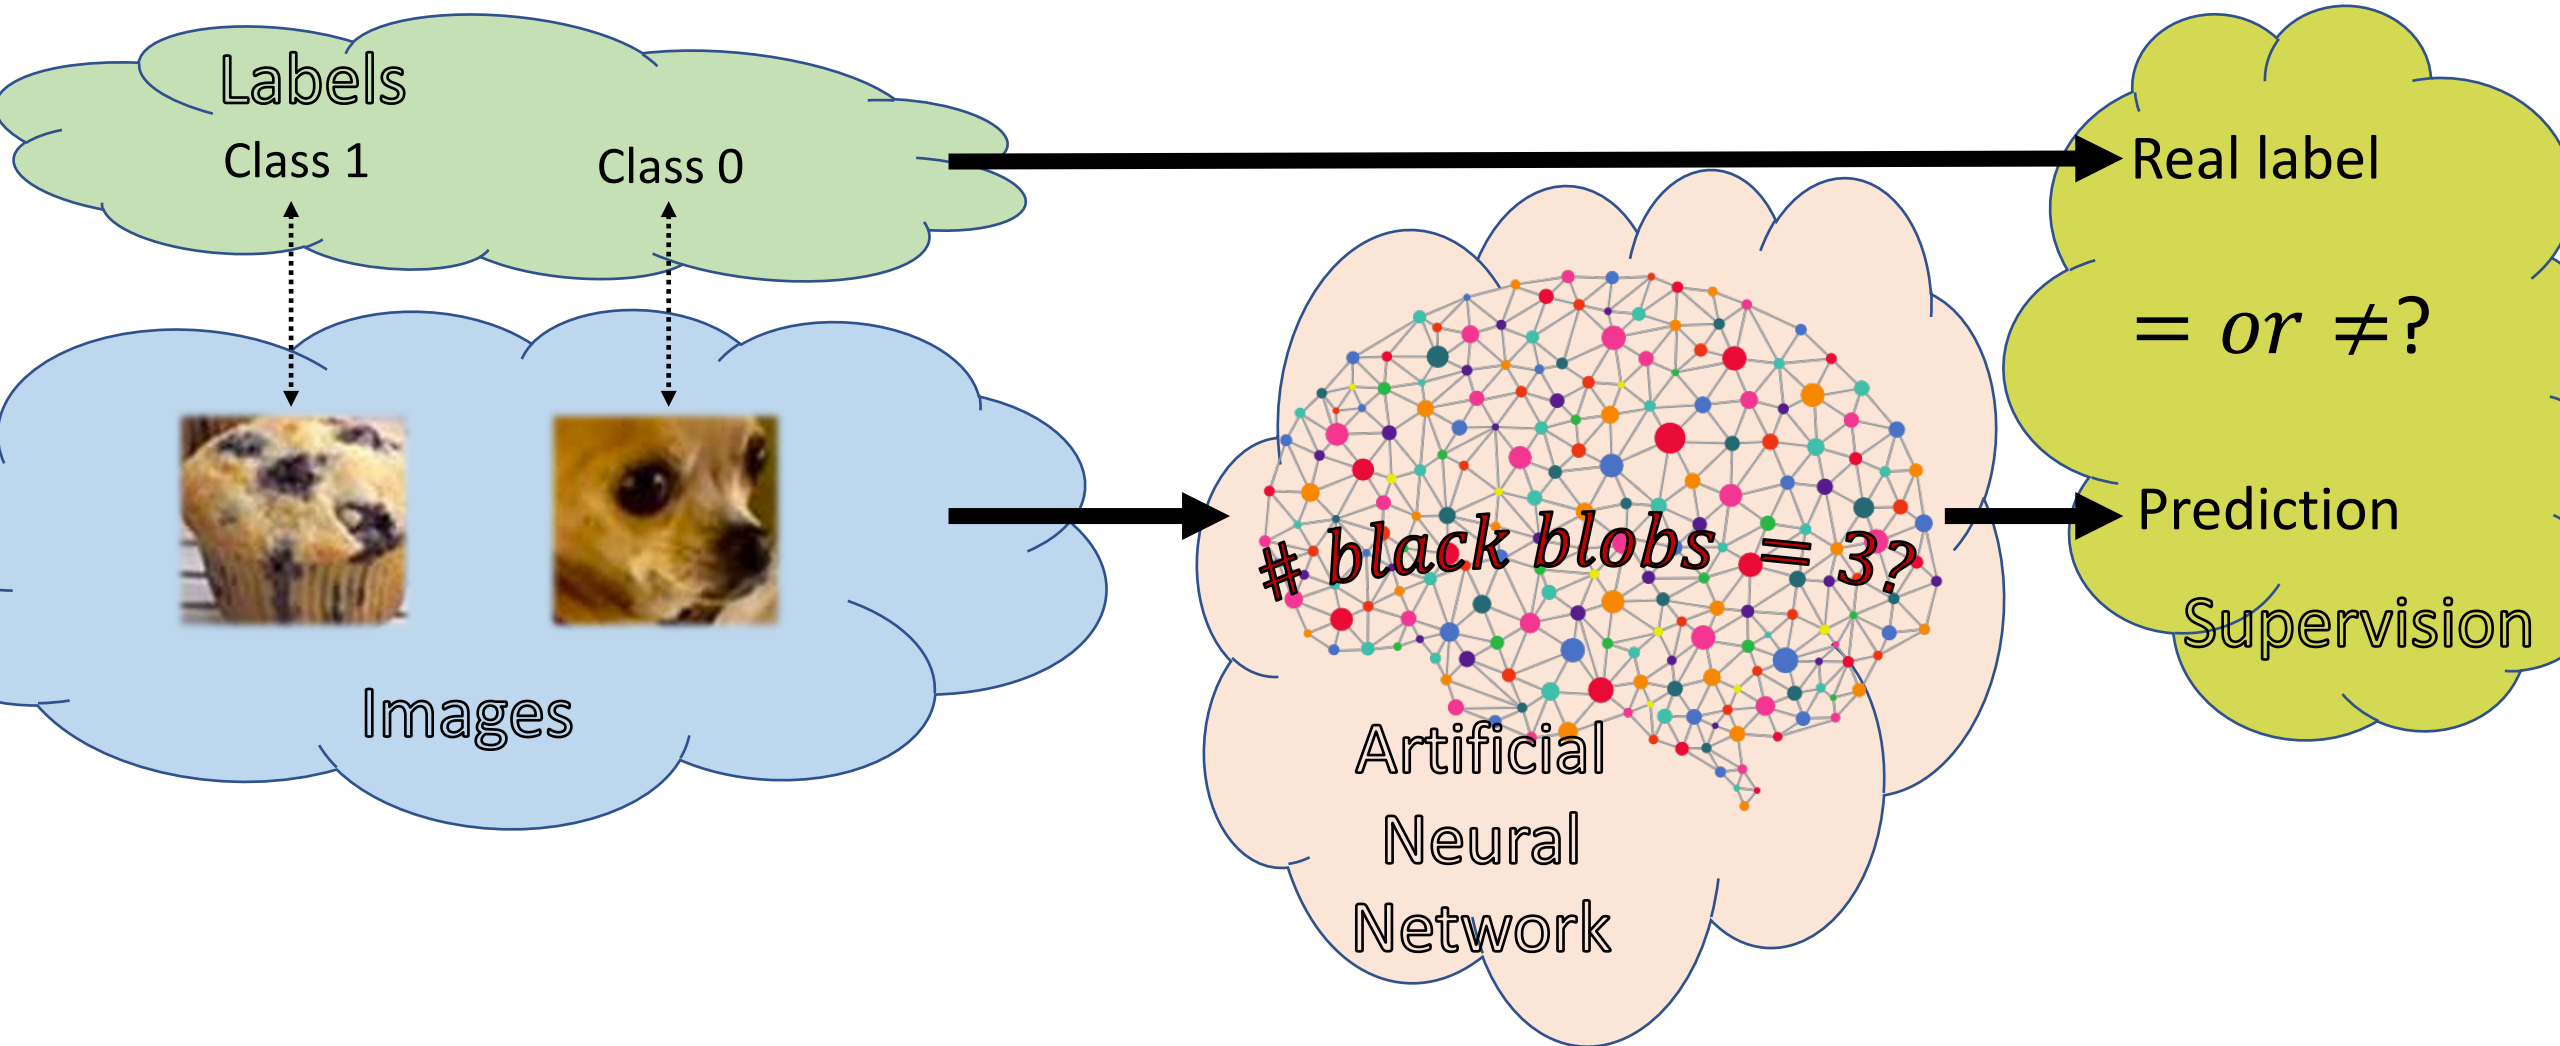 Labels
Class 1
Class 0
Images
# black blobs = 3?
Artificial
Neural
Network
Real label
= or ≠?
Prediction
Supervision